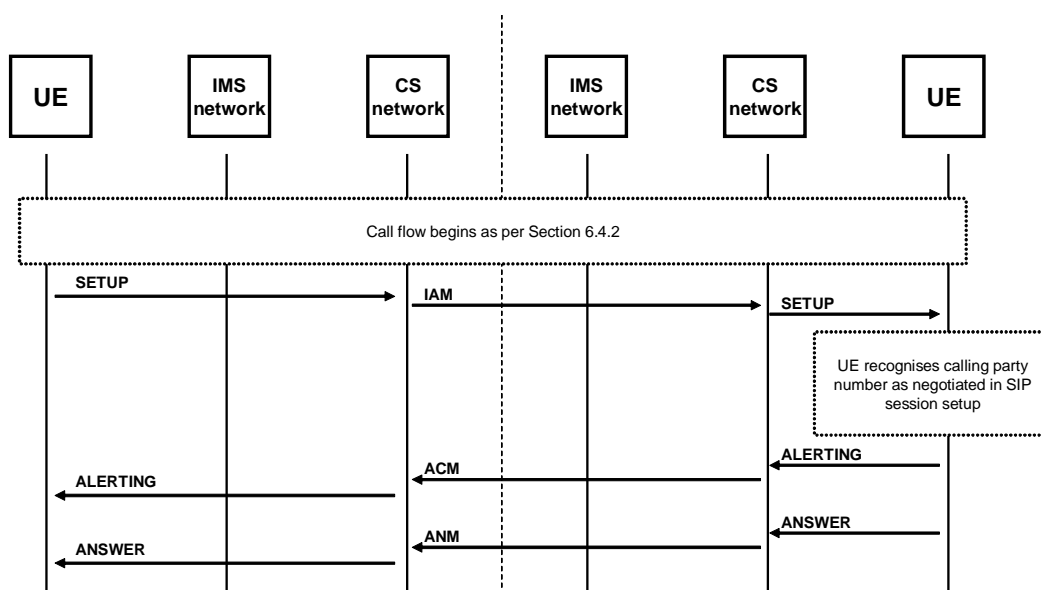 UE
IMS
network
CS
network
IMS
network
CS
network
UE
Call flow begins as per Section 6.4.2
SETUP
IAM
SETUP
UE recognises calling party
number as negotiated in SIP
session setup
ALERTING
ACM
ALERTING
ANSWER
ANM
ANSWER